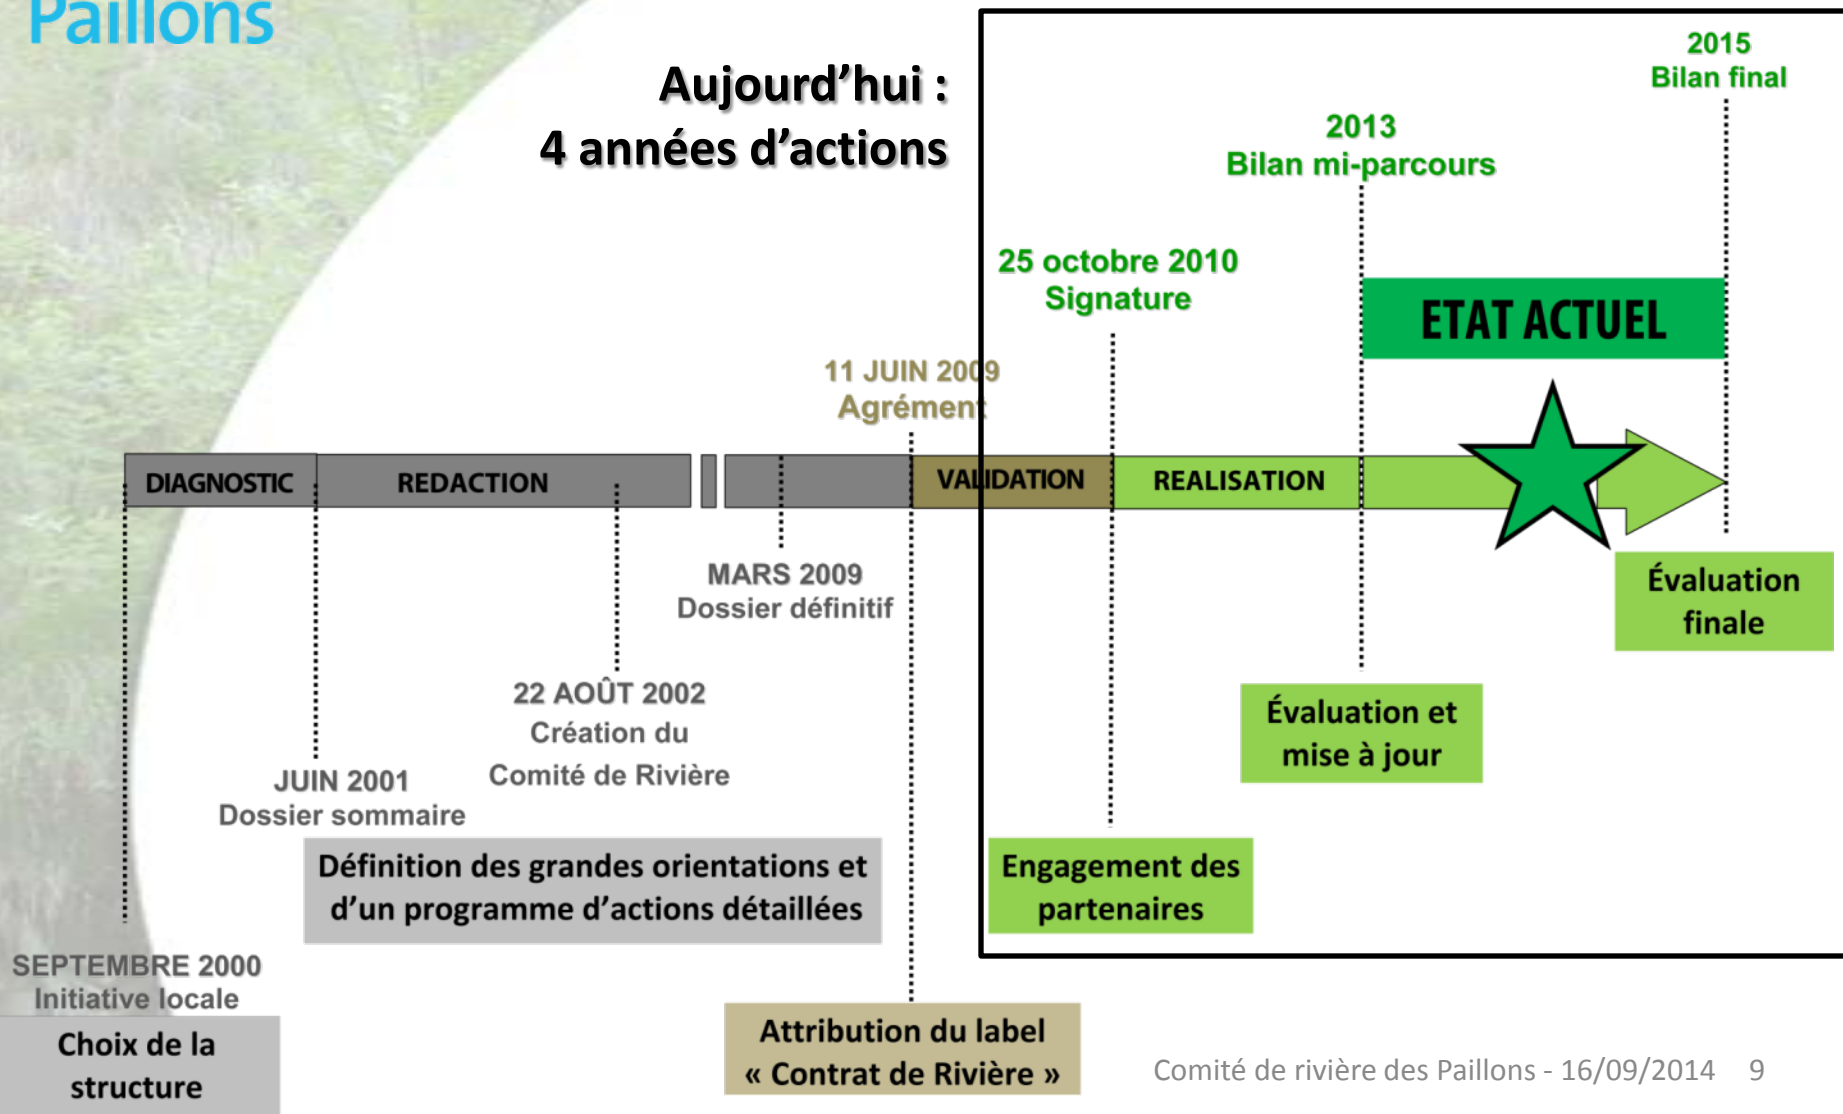 Paillons
Aujourd’hui :
4 années d’actions
2015
Bilan final
2013
Bilan mi-parcours
25 octobre 2010
Signature
ETAT ACTUEL
11 JUIN 2009
Agrément
DIAGNOSTIC
REDACTION
VALIDATION
REALISATION
MARS 2009
Dossier définitif
Évaluation
finale
22 AOÛT 2002
Création du
Comité de Rivière
Évaluation et
mise à jour
JUIN 2001
Dossier sommaire
Définition des grandes orientations et
d’un programme d’actions détaillées
Engagement des
partenaires
SEPTEMBRE 2000
Initiative locale
Choix de la
structure
Attribution du label
« Contrat de Rivière »
Comité de rivière des Paillons - 16/09/2014 9